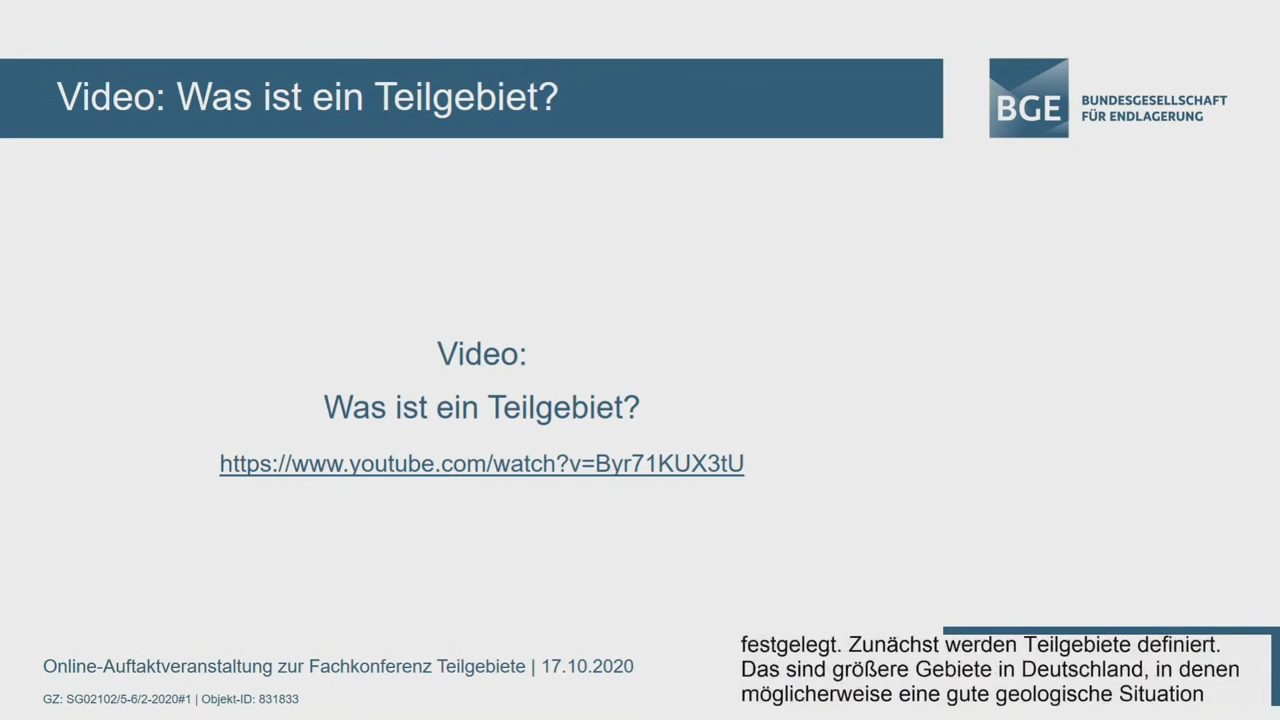 Video: Was ist ein Teilgebiet?
BGE
BUNDESGESELLSCHAFT
FÜR ENDLAGERUNG
Video:
Was ist ein Teilgebiet?
https://www.youtube.com/watch?v=Byr71KUX3tU
Online-Auftaktveranstaltung zur Fachkonferenz Teilgebiete | 17.10.2020
GZ: SG02102/5-6/2-2020#1 | Objekt-ID: 831833
festgelegt. Zunächst werden Teilgebiete definiert.
Das sind größere Gebiete in Deutschland, in denen
möglicherweise eine gute geologische Situation